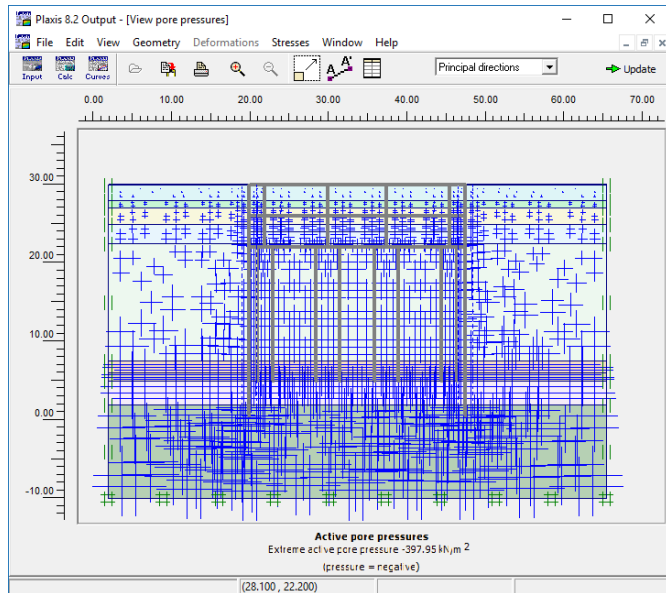 Plaxis 8.2 Output - [View pore pressures]
File Edit View Geometry Deformations Stresses Window Help
Input Calc Curves Principal directions Update
0.00 10.00 20.00 30.00 40.00 50.00 60.00 70.00
30.00
20.00
10.00
0.00
-10.00
Active pore pressures
Extreme active pore pressure -397.95 kN/m 2
(pressure = negative)
(28.100 , 22.200)